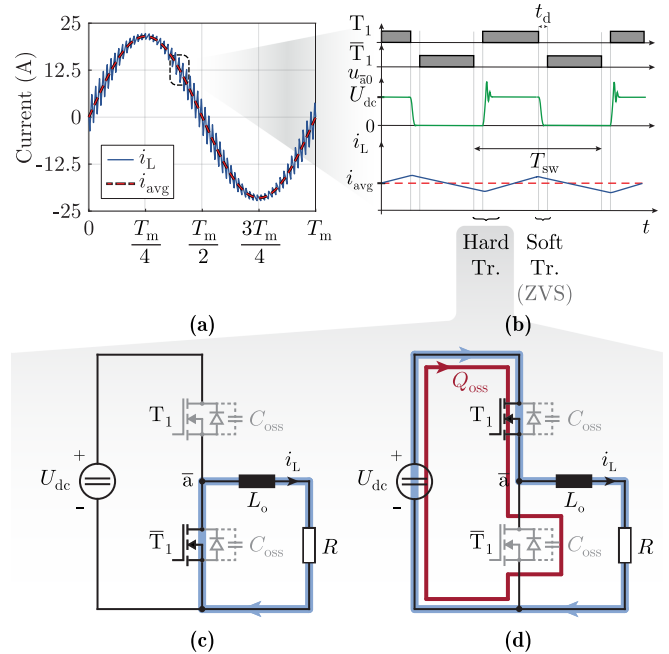 25
12.5
0
-12.5
-25
Current (A)
i_L
i_avg
0
T_m/4
T_m/2
3T_m/4
T_m
(a)
t_d
T_1
T̅_1
u_a̅0
U_dc
0
i_L
T_sw
i_avg
t
Hard Tr.
Soft Tr.
(ZVS)
(b)
T_1
C_oss
+
U_dc
-
a̅
i_L
L_o
T̅_1
C_oss
R
(c)
Q_oss
T_1
C_oss
+
U_dc
-
a̅
i_L
L_o
T̅_1
C_oss
R
(d)